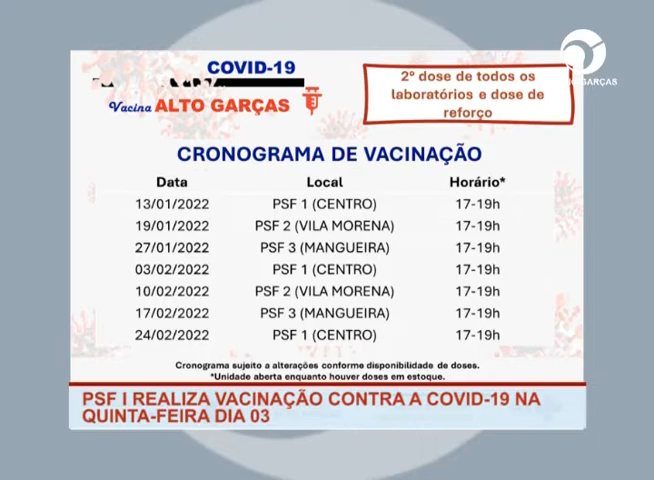 COVID-19
Vacina ALTO GARÇAS
2º dose de todos os
laboratórios e dose de
reforço
GARÇAS
CRONOGRAMA DE VACINAÇÃO
Data Local Horário*
13/01/2022 PSF 1 (CENTRO) 17-19h
19/01/2022 PSF 2 (VILA MORENA) 17-19h
27/01/2022 PSF 3 (MANGUEIRA) 17-19h
03/02/2022 PSF 1 (CENTRO) 17-19h
10/02/2022 PSF 2 (VILA MORENA) 17-19h
17/02/2022 PSF 3 (MANGUEIRA) 17-19h
24/02/2022 PSF 1 (CENTRO) 17-19h
Cronograma sujeito a alterações conforme disponibilidade de doses.
*Unidade aberta enquanto houver doses em estoque.
PSF I REALIZA VACINAÇÃO CONTRA A COVID-19 NA
QUINTA-FEIRA DIA 03